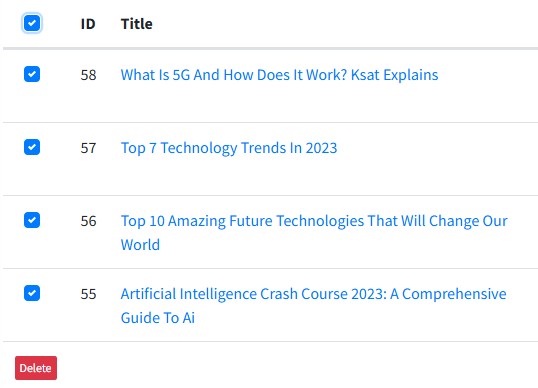 ID Title
58 What Is 5G And How Does It Work? Ksat Explains
57 Top 7 Technology Trends In 2023
56 Top 10 Amazing Future Technologies That Will Change Our
World
55 Artificial Intelligence Crash Course 2023: A Comprehensive
Guide To Ai
Delete